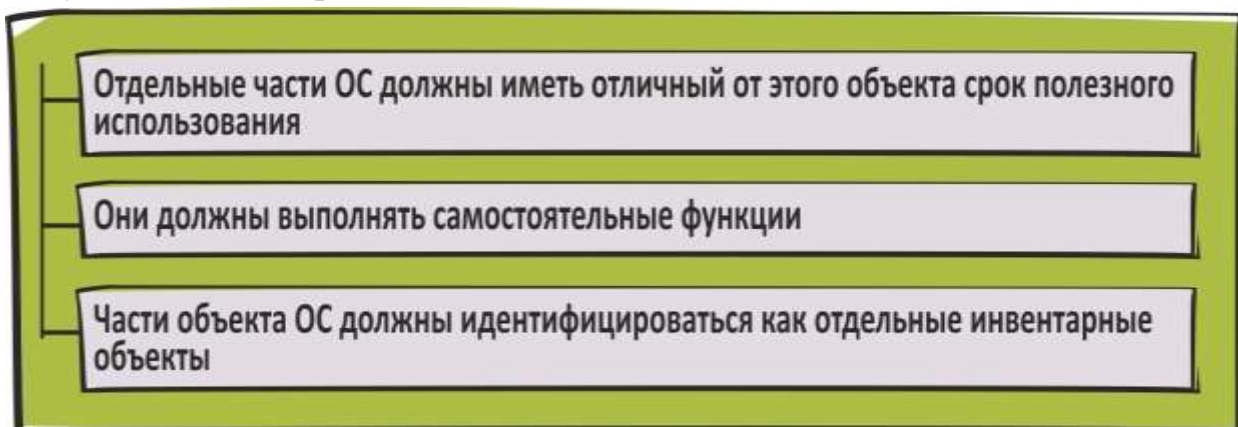 Отдельные части ОС должны иметь отличный от этого объекта срок полезного
использования
Они должны выполнять самостоятельные функции
Части объекта ОС должны идентифицироваться как отдельные инвентарные
объекты